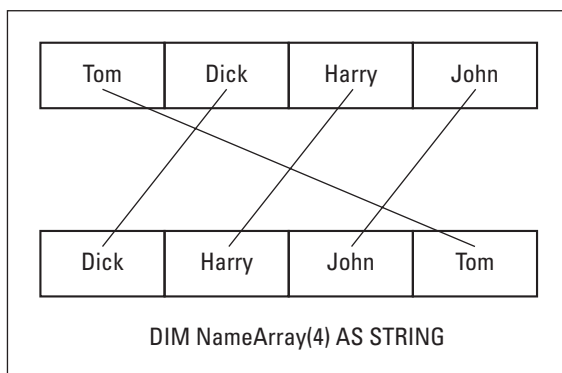 Tom Dick Harry John
Dick Harry John Tom
DIM NameArray(4) AS STRING